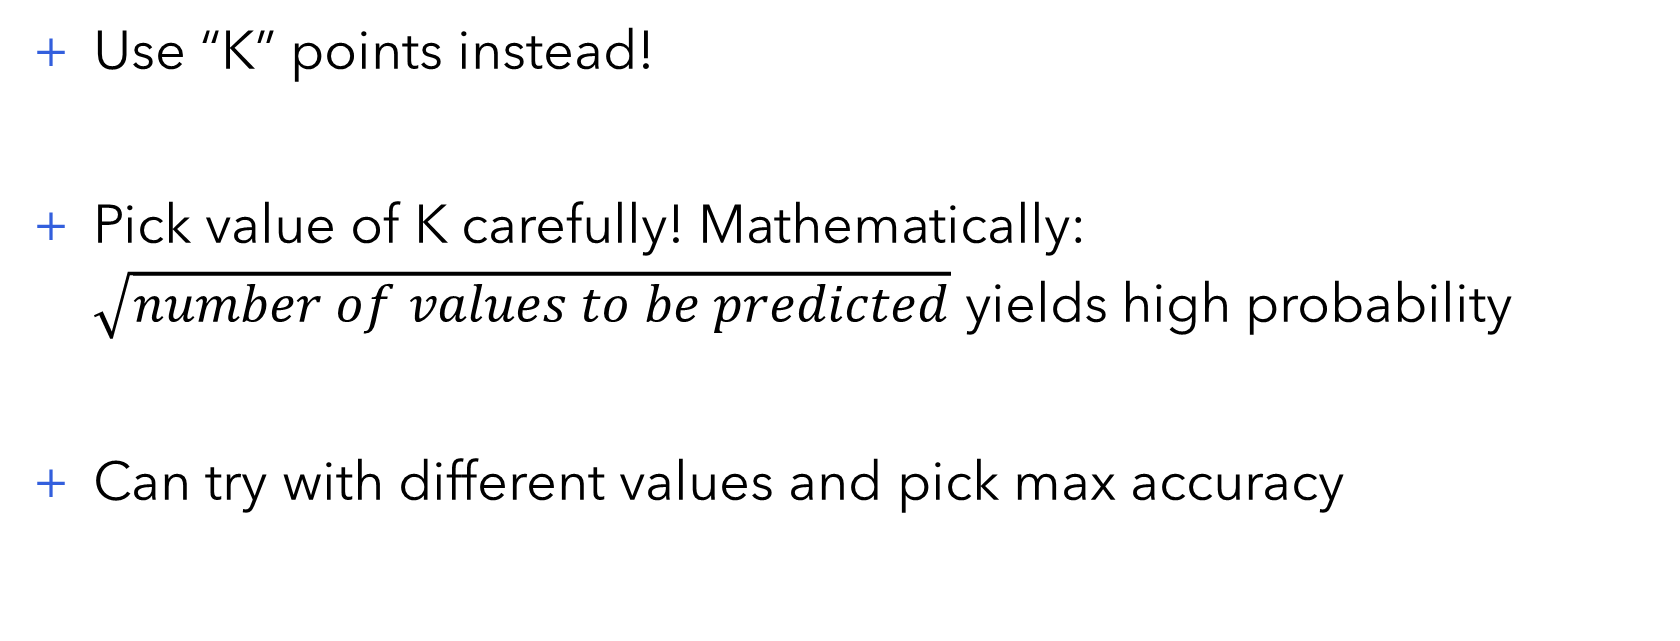 + Use “K” points instead!
+ Pick value of K carefully! Mathematically:
√number of values to be predicted yields high probability
+ Can try with different values and pick max accuracy